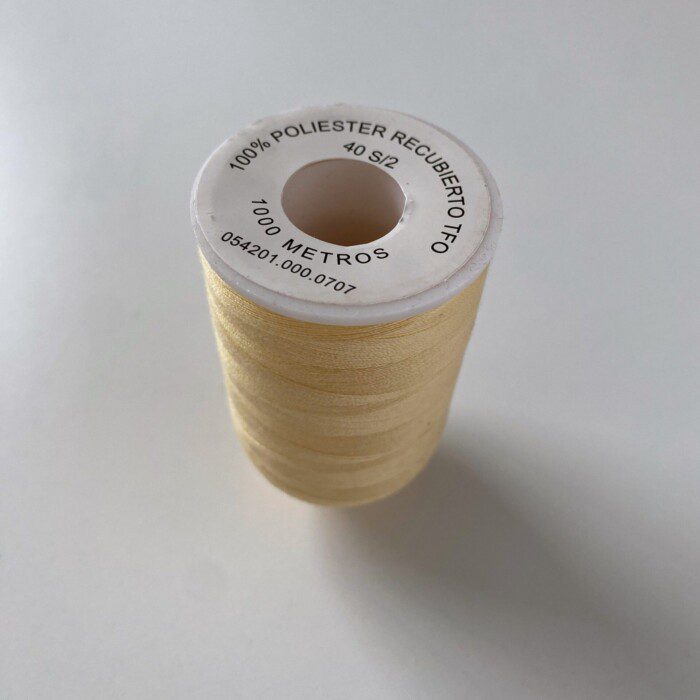 100% POLIESTER RECUBIERTO TFO
40 S/2
1000 METROS
054201.000.0707